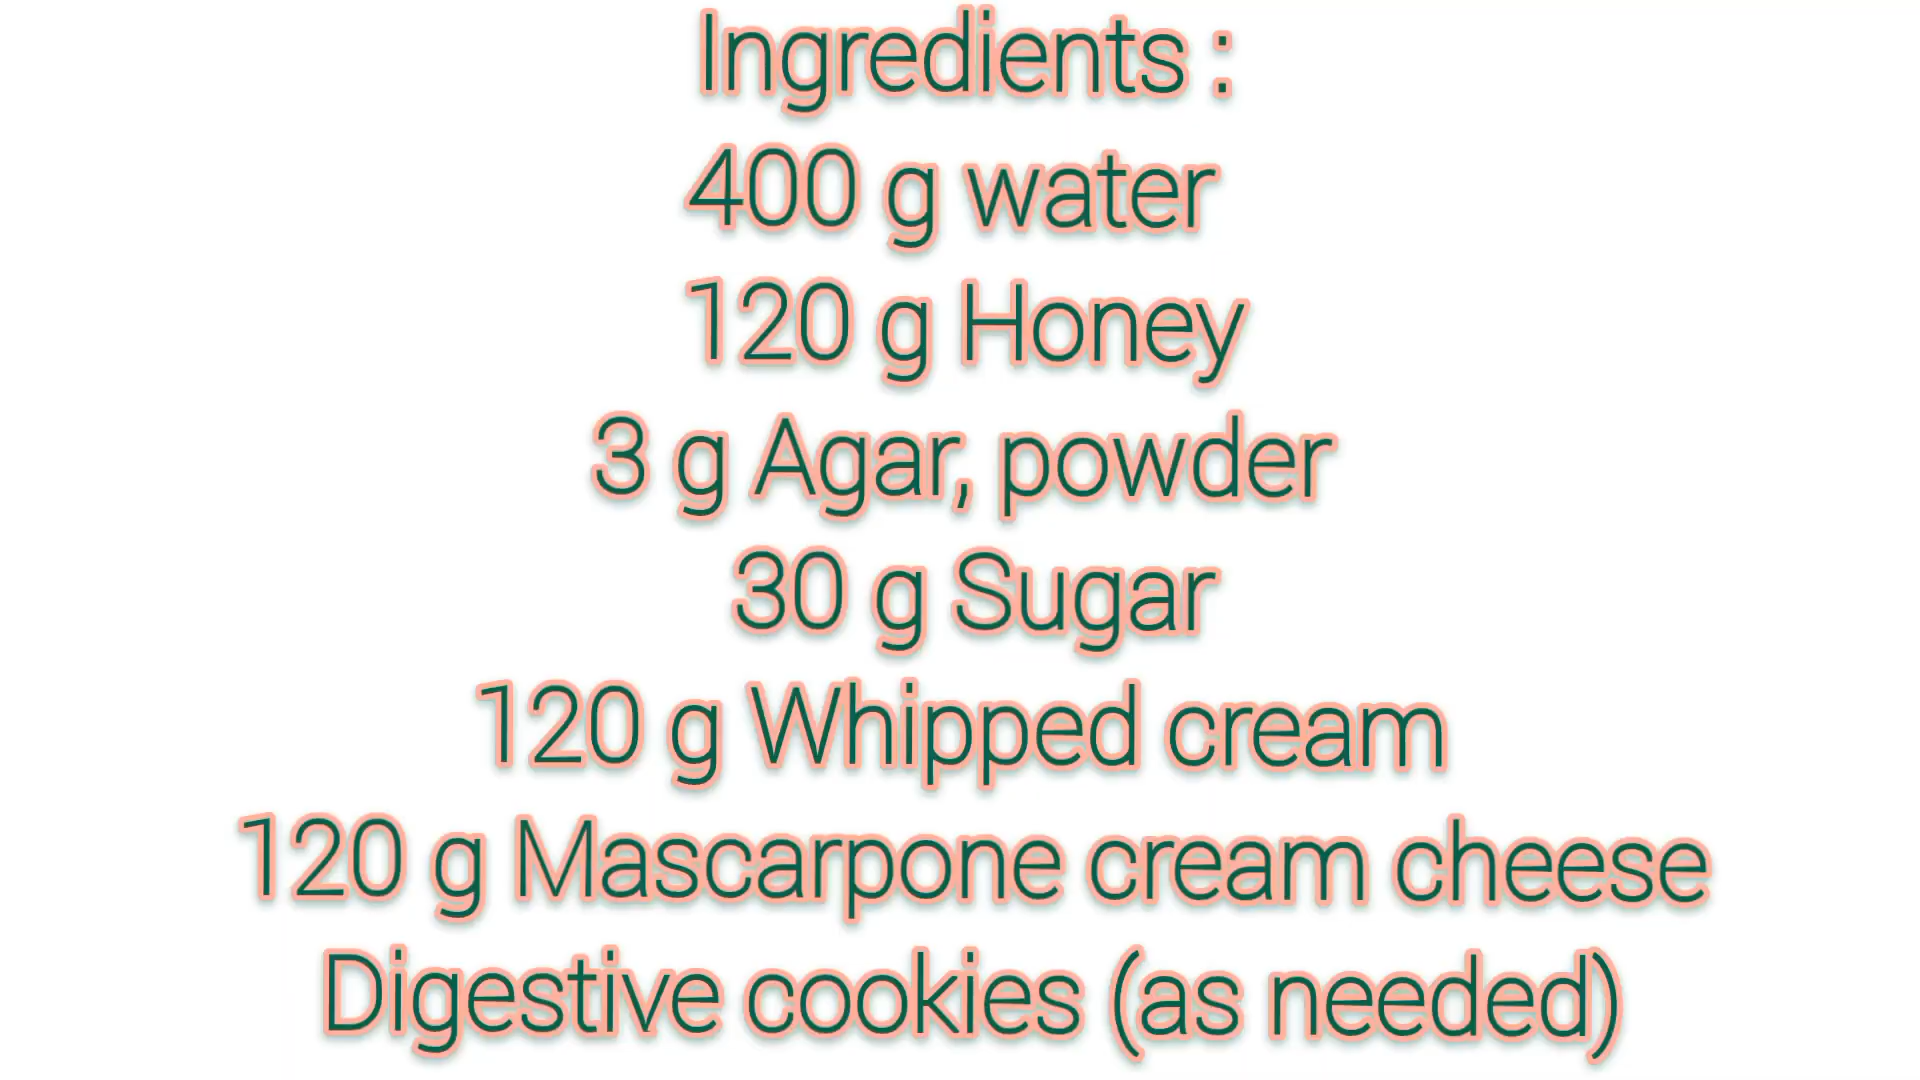 Ingredients :
400 g water
120 g Honey
3 g Agar, powder
30 g Sugar
120 g Whipped cream
120 g Mascarpone cream cheese
Digestive cookies (as needed)